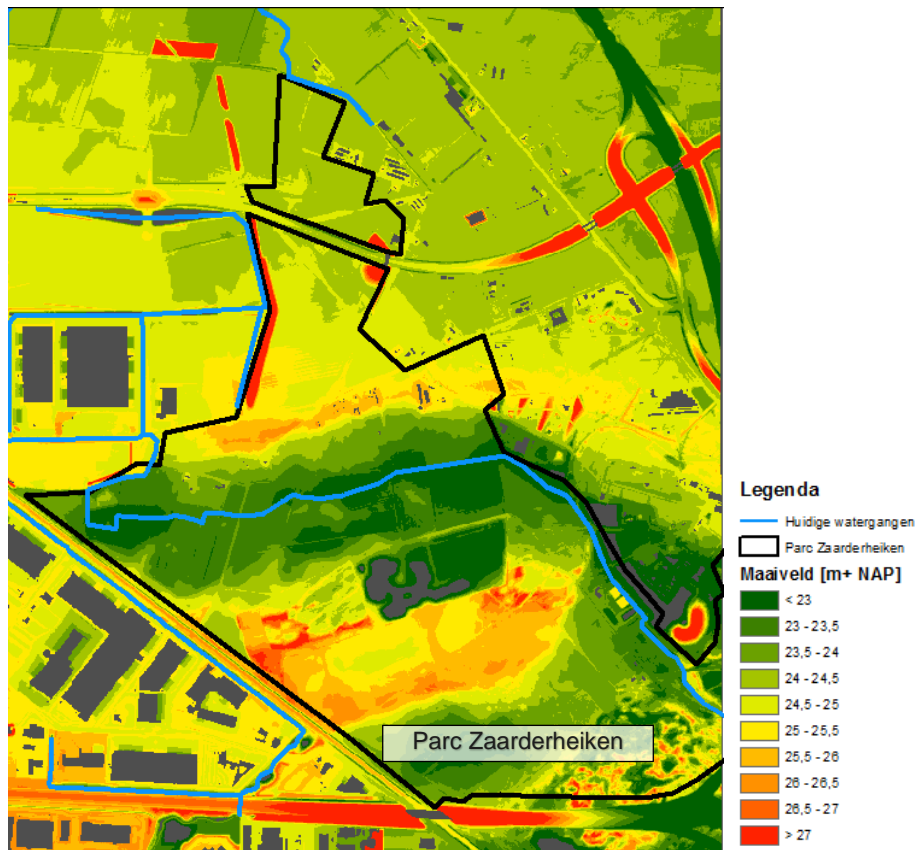 Parc Zaarderheiken
Legenda
Huidige watergangen
Parc Zaarderheiken
Maaiveld [m+ NAP]
< 23
23 - 23,5
23,5 - 24
24 - 24,5
24,5 - 25
25 - 25,5
25,5 - 26
26 - 26,5
26,5 - 27
> 27